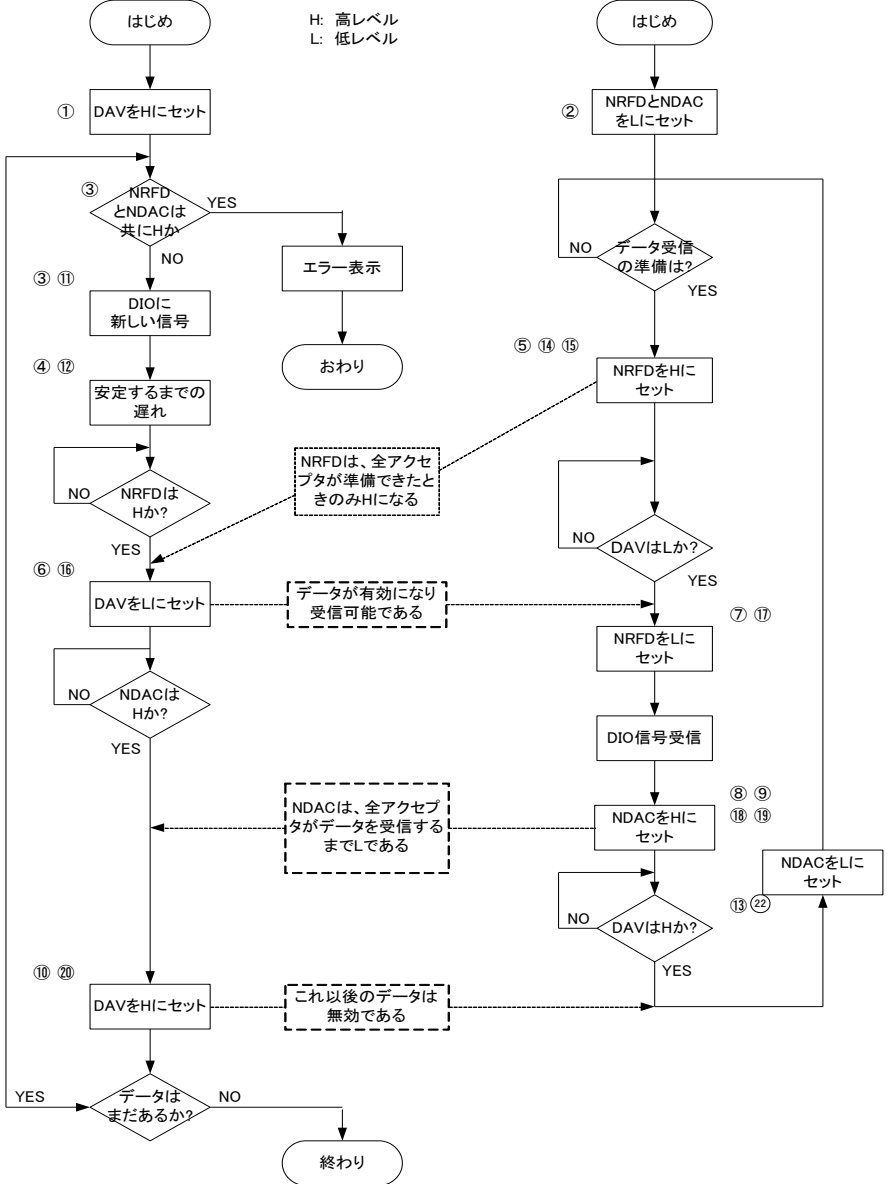 はじめ
H: 高レベル
L: 低レベル
はじめ
①
DAVをHにセット
②
NRFDとNDAC
をLにセット
③
NRFD
とNDACは
共にHか
YES
NO
エラー表示
おわり
NO
データ受信
の準備は?
YES
③ ⑪
DIOに
新しい信号
④ ⑫
安定するまでの
遅れ
⑤ ⑭ ⑮
NRFDをHに
セット
NRFDは、全アクセ
プタが準備できたと
きのみHになる
NO
NRFDは
Hか?
YES
NO
DAVはLか?
YES
⑥ ⑯
DAVをLにセット
データが有効になり
受信可能である
⑦ ⑰
NRFDをLに
セット
NO
NDACは
Hか?
YES
DIO信号受信
NDACは、全アクセプ
タがデータを受信する
までLである
⑧ ⑨
⑱ ⑲
NDACをHに
セット
NDACをLに
セット
⑬ ㉒
NO
DAVはHか?
YES
⑩ ⑳
DAVをHにセット
これ以後のデータは
無効である
YES
データは
まだあるか?
NO
終わり